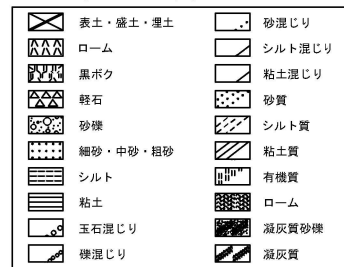 表土・盛土・埋土
ローム
黒ボク
軽石
砂礫
細砂・中砂・粗砂
シルト
粘土
玉石混じり
礫混じり
砂混じり
シルト混じり
粘土混じり
砂質
シルト質
粘土質
有機質
ローム
凝灰質砂礫
凝灰質